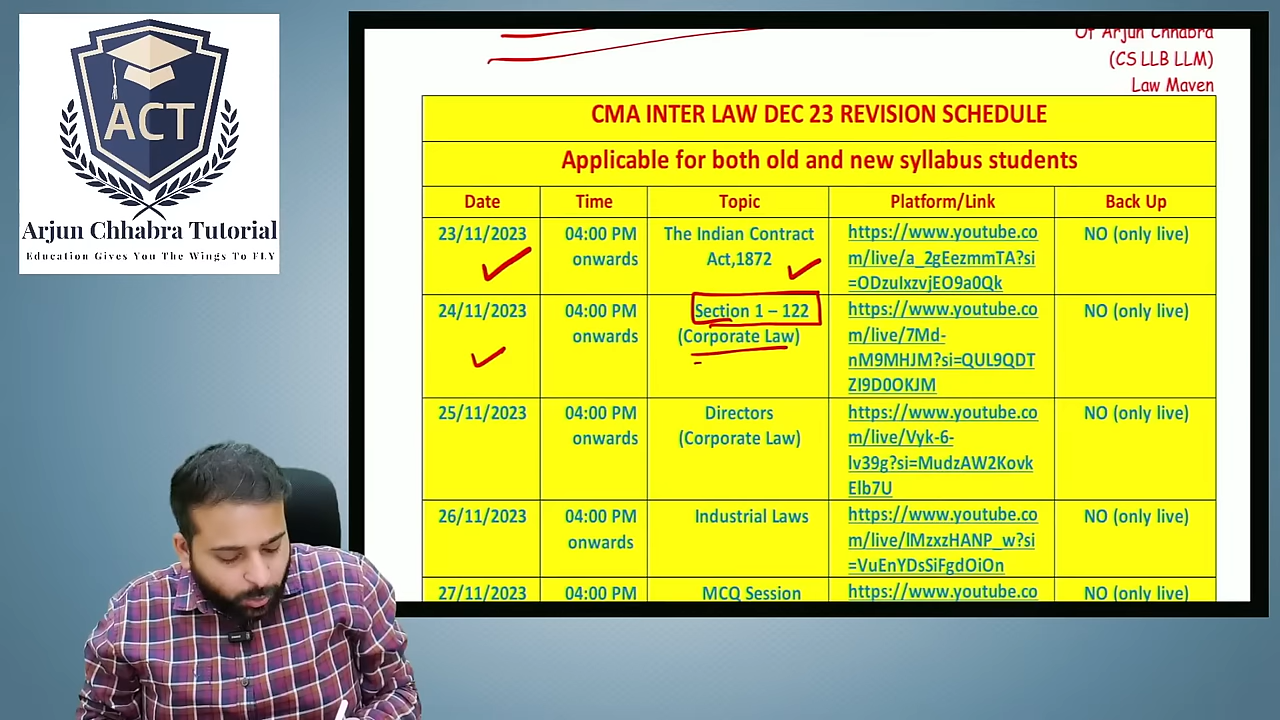 ACT
Arjun Chhabra Tutorial
Education Gives You The Wings To FLY
Of Arjun Chhabra
(CS LLB LLM)
Law Maven
CMA INTER LAW DEC 23 REVISION SCHEDULE
Applicable for both old and new syllabus students
Date Time Topic Platform/Link Back Up
23/11/2023 04:00 PM The Indian Contract https://www.youtube.co NO (only live)
onwards Act,1872 m/live/a_2gEezmmTA?si
=ODzuIxzvjEO9a0Qk
24/11/2023 04:00 PM Section 1 – 122 https://www.youtube.co NO (only live)
onwards (Corporate Law) m/live/7Md-
nM9MHJM?si=QUL9QDT
ZI9D0OKJM
25/11/2023 04:00 PM Directors https://www.youtube.co NO (only live)
onwards (Corporate Law) m/live/Vyk-6-
lv39g?si=MudzAW2Kovk
Elb7U
26/11/2023 04:00 PM Industrial Laws https://www.youtube.co NO (only live)
onwards m/live/lMzxzHANP_w?si
=VuEnYDsSiFgdOiOn
27/11/2023 04:00 PM MCQ Session https://www.youtube.co NO (only live)